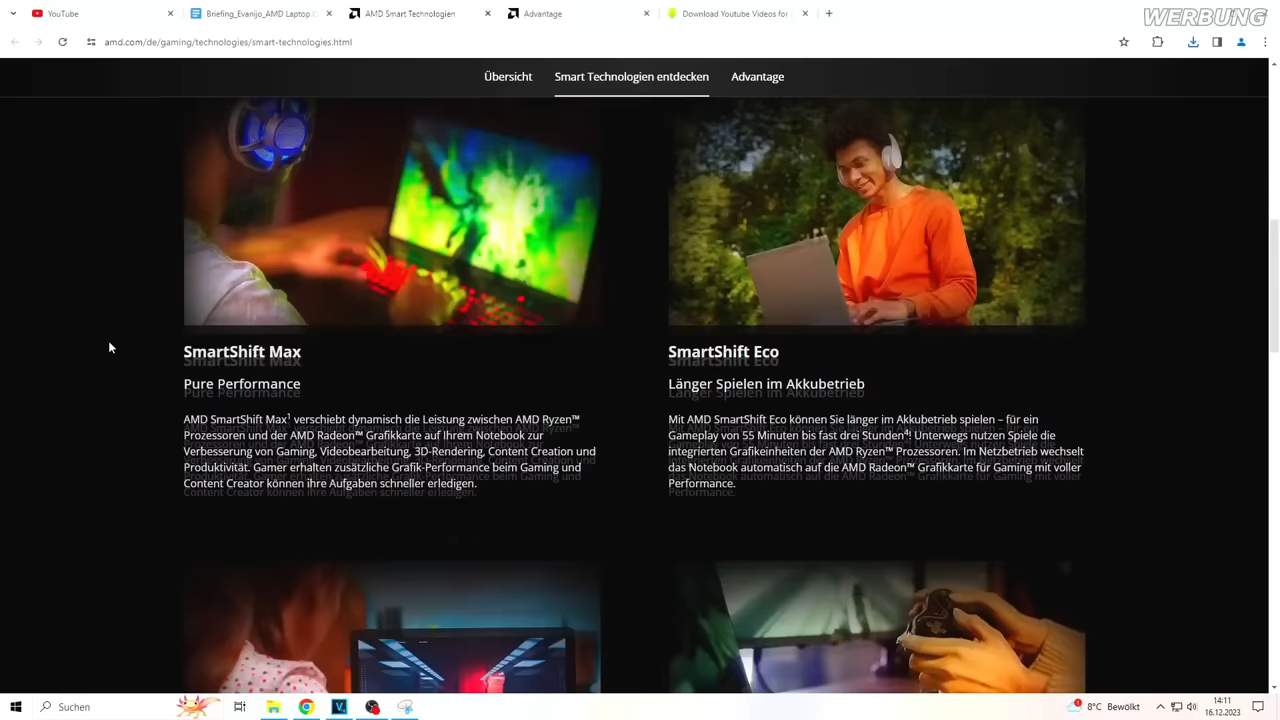 YouTube
Briefing_Evanijo_AMD Laptop
AMD Smart Technologien
Advantage
Download Youtube Videos for
WERBUNG
amd.com/de/gaming/technologies/smart-technologies.html
Übersicht
Smart Technologien entdecken
Advantage
SmartShift Max
Pure Performance
AMD SmartShift Max1 verschiebt dynamisch die Leistung zwischen AMD Ryzen™
Prozessoren und der AMD Radeon™ Grafikkarte auf Ihrem Notebook zur
Verbesserung von Gaming, Videobearbeitung, 3D-Rendering, Content Creation und
Produktivität. Gamer erhalten zusätzliche Grafik-Performance beim Gaming und
Content Creator können ihre Aufgaben schneller erledigen.
SmartShift Eco
Länger Spielen im Akkubetrieb
Mit AMD SmartShift Eco können Sie länger im Akkubetrieb spielen – für ein
Gameplay von 55 Minuten bis fast drei Stunden4! Unterwegs nutzen Spiele die
integrierten Grafikeinheiten der AMD Ryzen™ Prozessoren. Im Netzbetrieb wechselt
das Notebook automatisch auf die AMD Radeon™ Grafikkarte für Gaming mit voller
Performance.
Suchen
8°C Bewölkt
14:11
16.12.2023